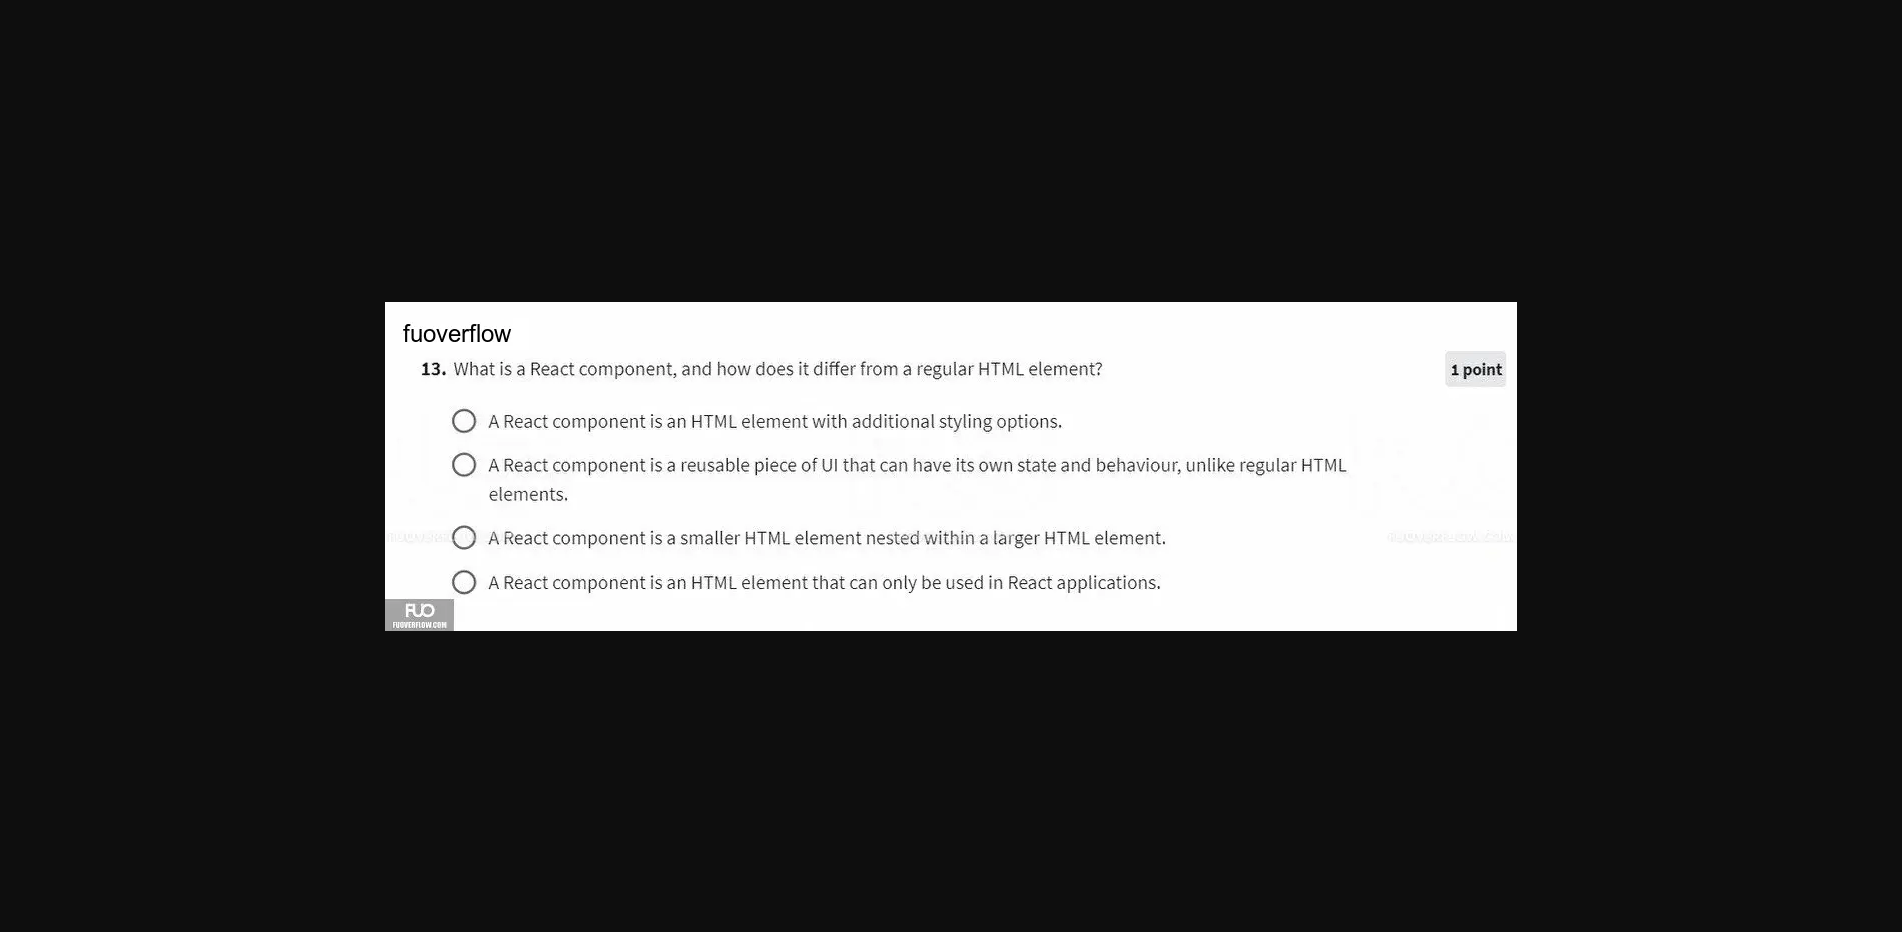 fuoverflow
13. What is a React component, and how does it differ from a regular HTML element?
1 point
A React component is an HTML element with additional styling options.
A React component is a reusable piece of UI that can have its own state and behaviour, unlike regular HTML
elements.
A React component is a smaller HTML element nested within a larger HTML element.
FUOVERFLOW.COM
A React component is an HTML element that can only be used in React applications.
FUO
FUOVERFLOW.COM